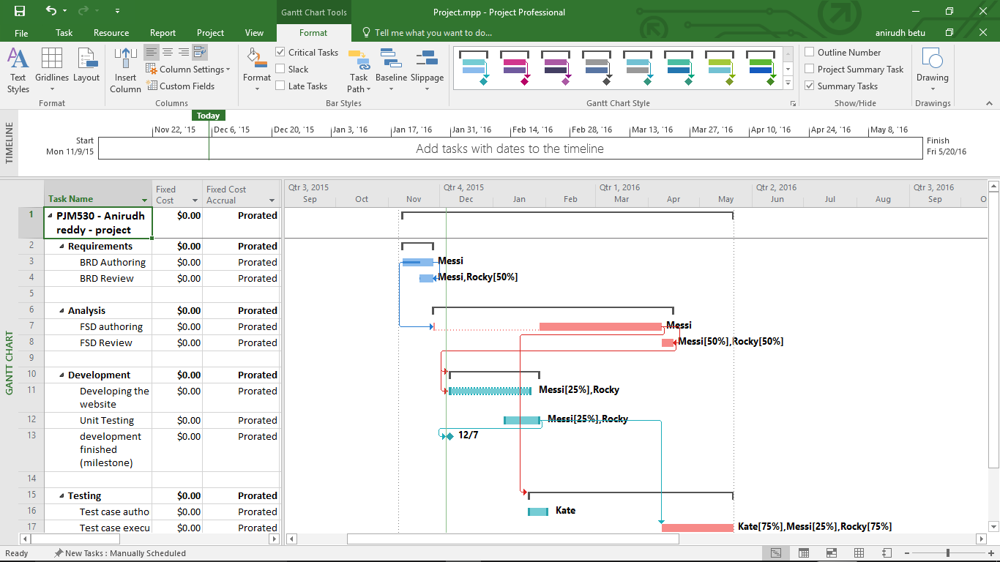 Gantt Chart Tools
Project.mpp - Project Professional
File Task Resource Report Project View Format Tell me what you want to do... anirudh betu
Text Styles
Gridlines
Layout
Format
Insert Column
Column Settings
Custom Fields
Columns
Format
Critical Tasks
Slack
Late Tasks
Task Path
Baseline
Slippage
Bar Styles
Gantt Chart Style
Outline Number
Project Summary Task
Summary Tasks
Show/Hide
Drawing
Drawings
TIMELINE
Today
Nov 22, '15 Dec 6, '15 Dec 20, '15 Jan 3, '16 Jan 17, '16 Jan 31, '16 Feb 14, '16 Feb 28, '16 Mar 13, '16 Mar 27, '16 Apr 10, '16 Apr 24, '16 May 8, '16
Start
Mon 11/9/15
Add tasks with dates to the timeline
Finish
Fri 5/20/16
GANTT CHART
Task Name
Fixed Cost
Fixed Cost Accrual
Qtr 3, 2015 Qtr 4, 2015 Qtr 1, 2016 Qtr 2, 2016 Qtr 3, 2016
Sep Oct Nov Dec Jan Feb Mar Apr May Jun Jul Aug Sep O
1 PJM530 - Anirudh $0.00 Prorated
reddy - project
2 Requirements $0.00 Prorated
3 BRD Authoring $0.00 Prorated Messi
4 BRD Review $0.00 Prorated Messi,Rocky[50%]
5
6 Analysis $0.00 Prorated
7 FSD authoring $0.00 Prorated Messi
8 FSD Review $0.00 Prorated Messi[50%],Rocky[50%]
9
10 Development $0.00 Prorated
11 Developing the $0.00 Prorated Messi[25%],Rocky
website
12 Unit Testing $0.00 Prorated Messi[25%],Rocky
13 development $0.00 Prorated 12/7
finished
(milestone)
14
15 Testing $0.00 Prorated
16 Test case autho $0.00 Prorated Kate
17 Test case execu $0.00 Prorated Kate[75%],Messi[25%],Rocky[75%]
Ready New Tasks : Manually Scheduled